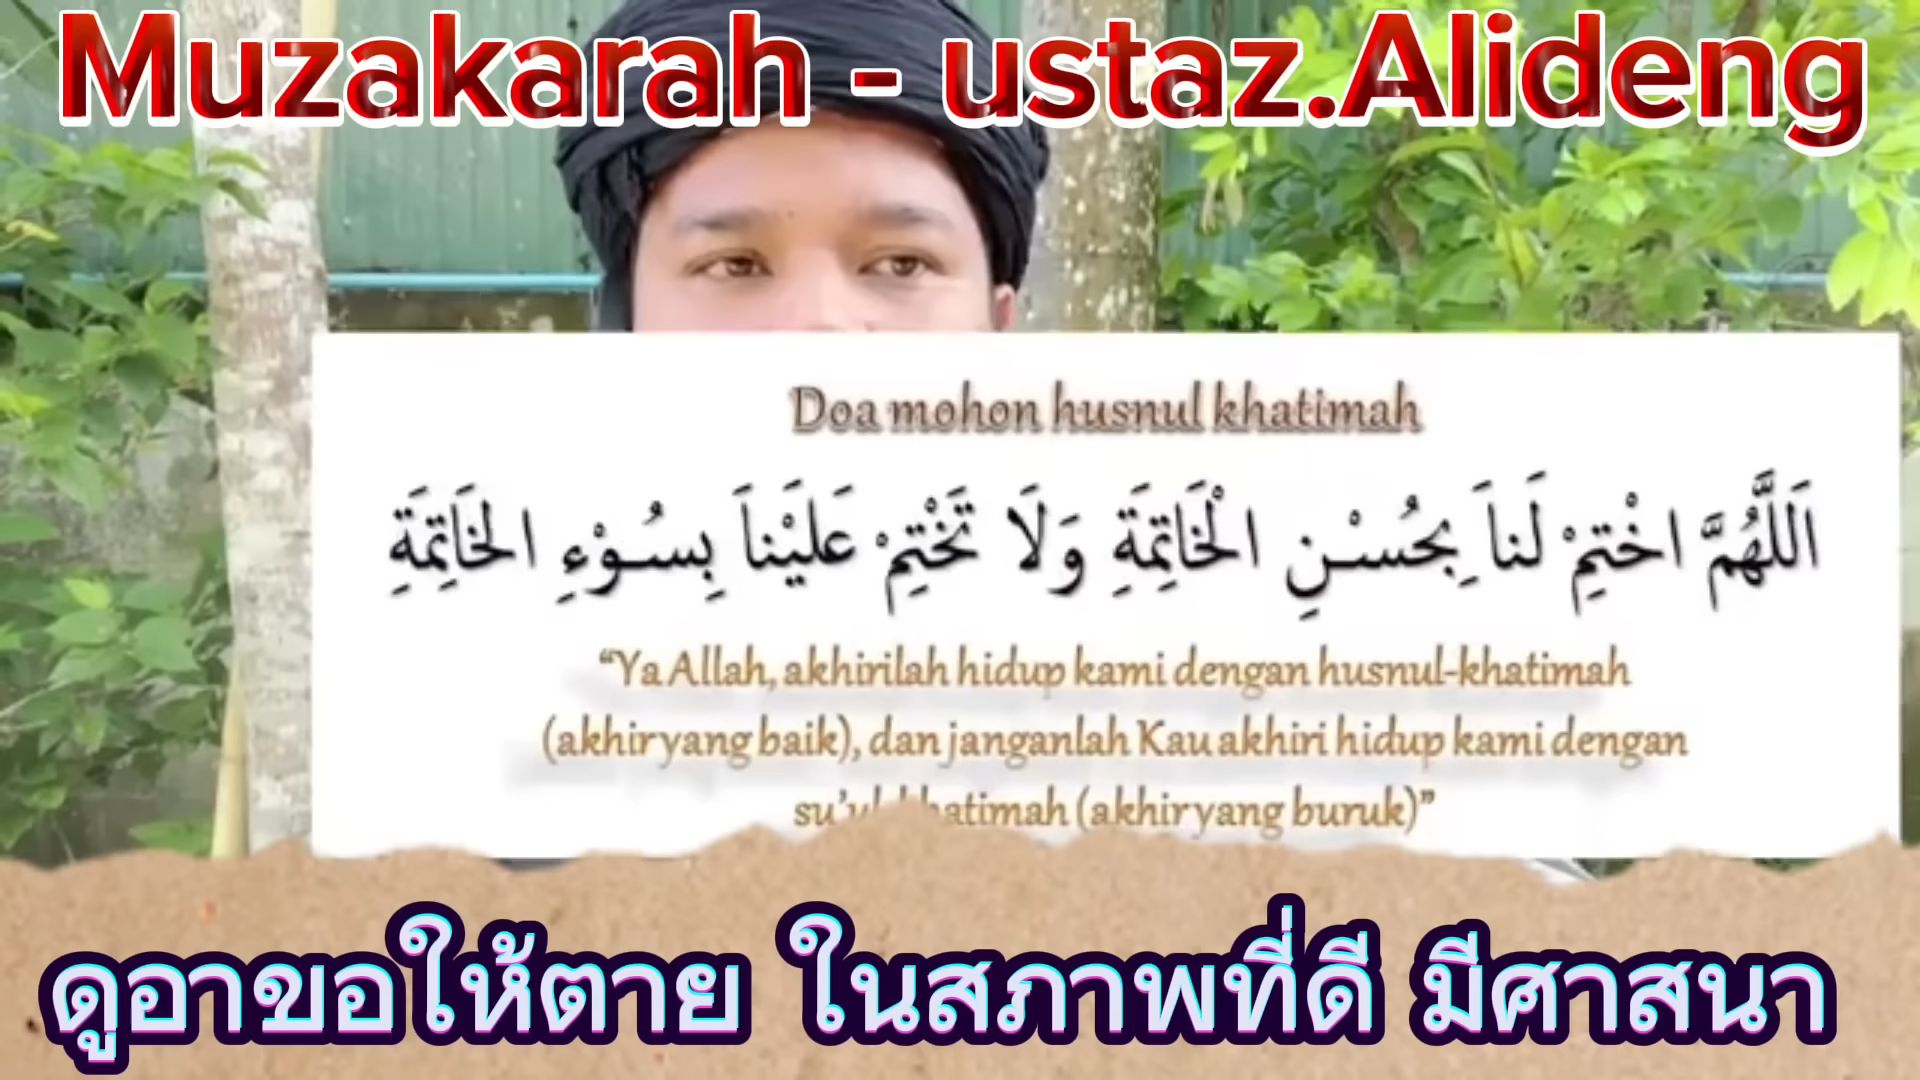 Muzakarah - ustaz.Alideng
Doa mohon husnul khatimah
اَللَّهُمَّ اخْتِمْ لَناَ بِحُسْنِ الْخَاتِمَةِ وَلَا تَخْتِمْ عَلَيْناَ بِسُوْءِ الخَاتِمَةِ
“Ya Allah, akhirilah hidup kami dengan husnul-khatimah
(akhir yang baik), dan janganlah Kau akhiri hidup kami dengan
(akhir yang buruk)”
ดูอาขอให้ตาย ในสภาพที่ดี มีศาสนา